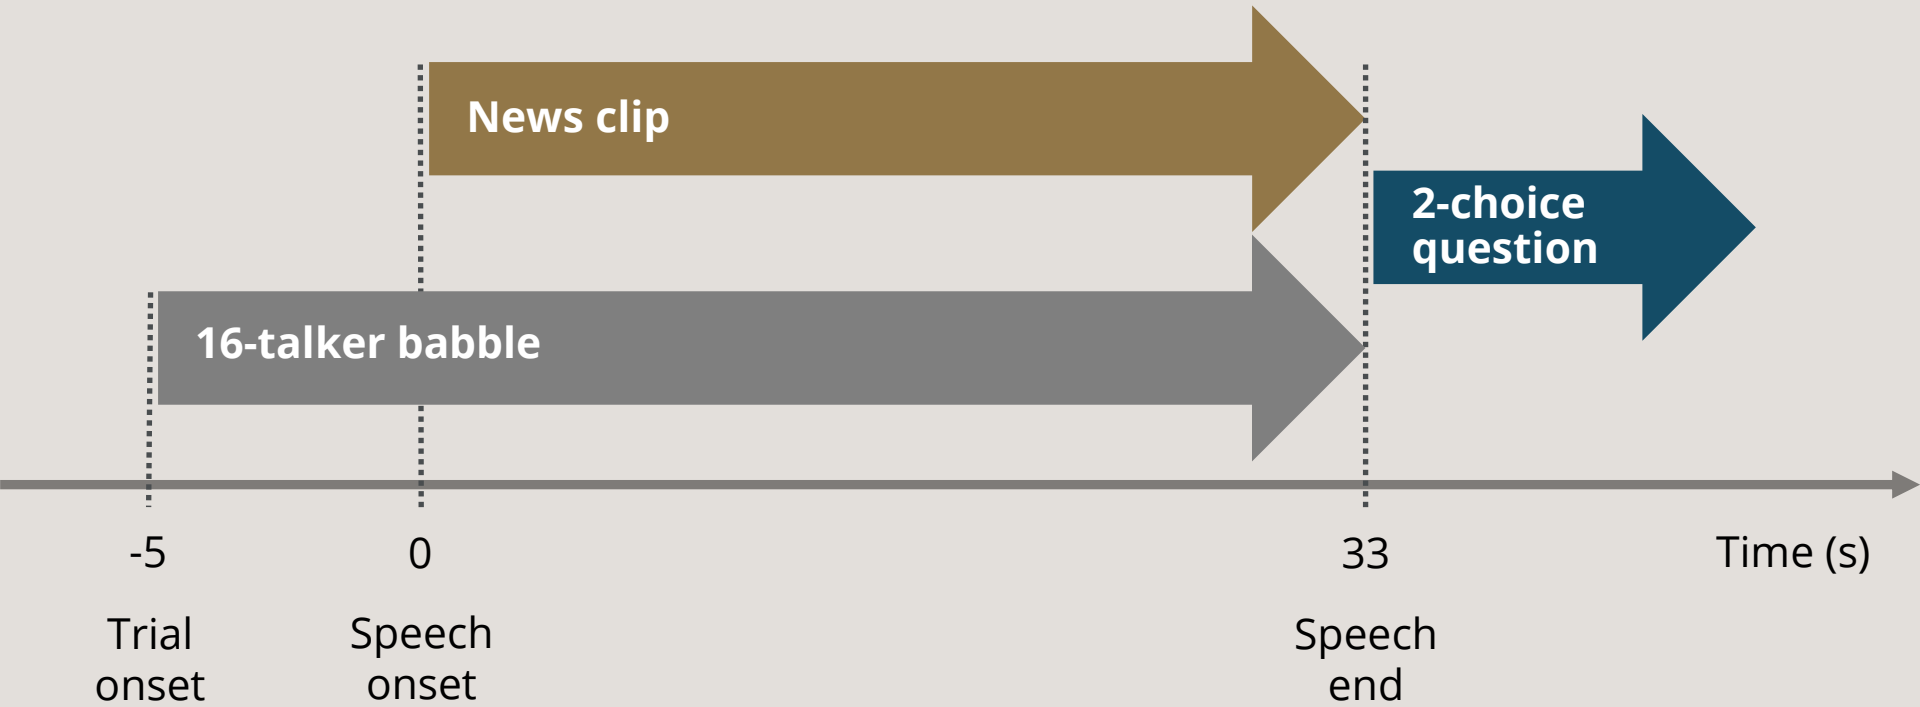 News clip
2-choice
question
16-talker babble
-5
0
33
Time (s)
Trial
onset
Speech
onset
Speech
end